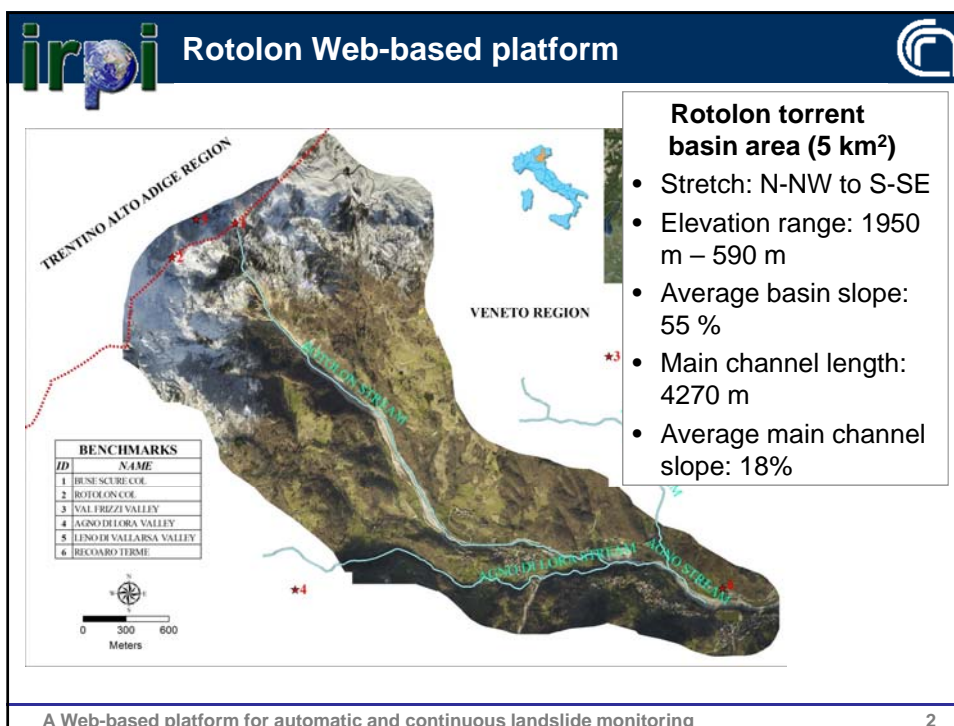 irpi
Rotolon Web-based platform
Rotolon torrent
basin area (5 km²)
• Stretch: N-NW to S-SE
• Elevation range: 1950
m – 590 m
• Average basin slope:
55 %
• Main channel length:
4270 m
• Average main channel
slope: 18%
TRENTINO ALTO ADIGE REGION
2
VENETO REGION
3
ROTOLON STREAM
BENCHMARKS
ID NAME
1 BUSE SCURE COL
2 ROTOLON COL
3 VAL FRIZZI VALLEY
4 AGNO DI LORA VALLEY
5 LENO DI VALLARSA VALLEY
6 RECOARO TERME
AGNO DI LORA STREAM
AGNO STREAM
4
N
S
0 300 600
Meters
A Web-based platform for automatic and continuous landslide monitoring
2